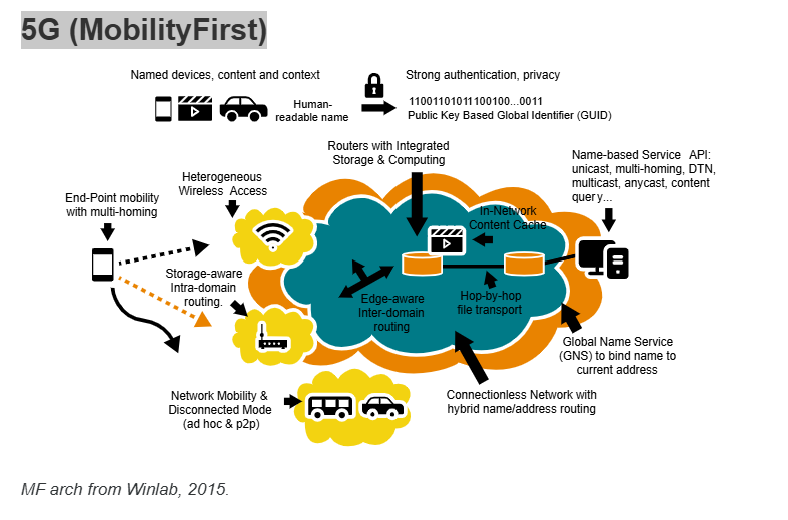 5G (MobilityFirst)
Named devices, content and context
Strong authentication, privacy
Human-
readable name
11001101011100100...0011
Public Key Based Global Identifier (GUID)
Routers with Integrated
Storage & Computing
Name-based Service API:
unicast, multi-homing, DTN,
multicast, anycast, content
query...
Heterogeneous
Wireless Access
End-Point mobility
with multi-homing
In-Network
Content Cache
Storage-aware
Intra-domain
routing.
Edge-aware
Inter-domain
routing
Hop-by-hop
file transport
Global Name Service
(GNS) to bind name to
current address
Network Mobility &
Disconnected Mode
(ad hoc & p2p)
Connectionless Network with
hybrid name/address routing
MF arch from Winlab, 2015.